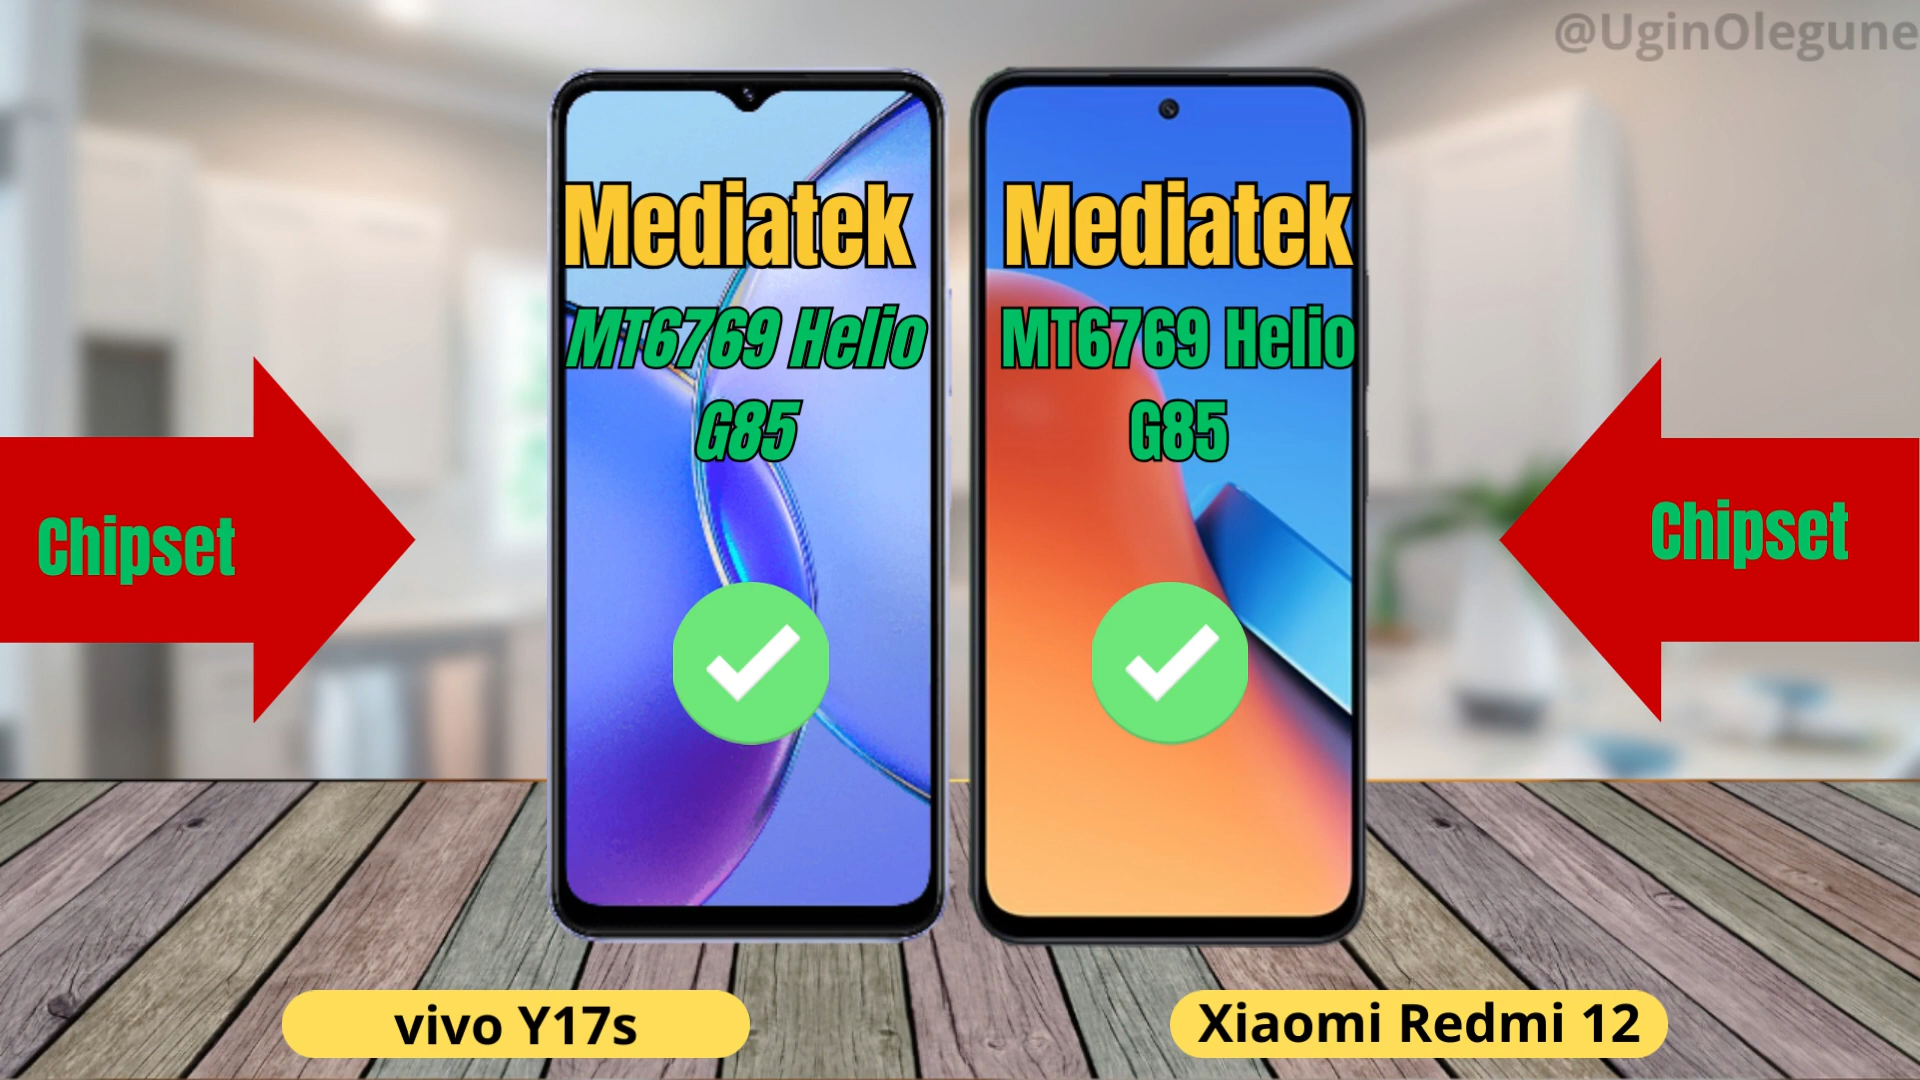 @UginOlegune
Mediatek
MT6769 Helio
G85
Mediatek
MT6769 Helio
G85
Chipset
Chipset
vivo Y17s
Xiaomi Redmi 12